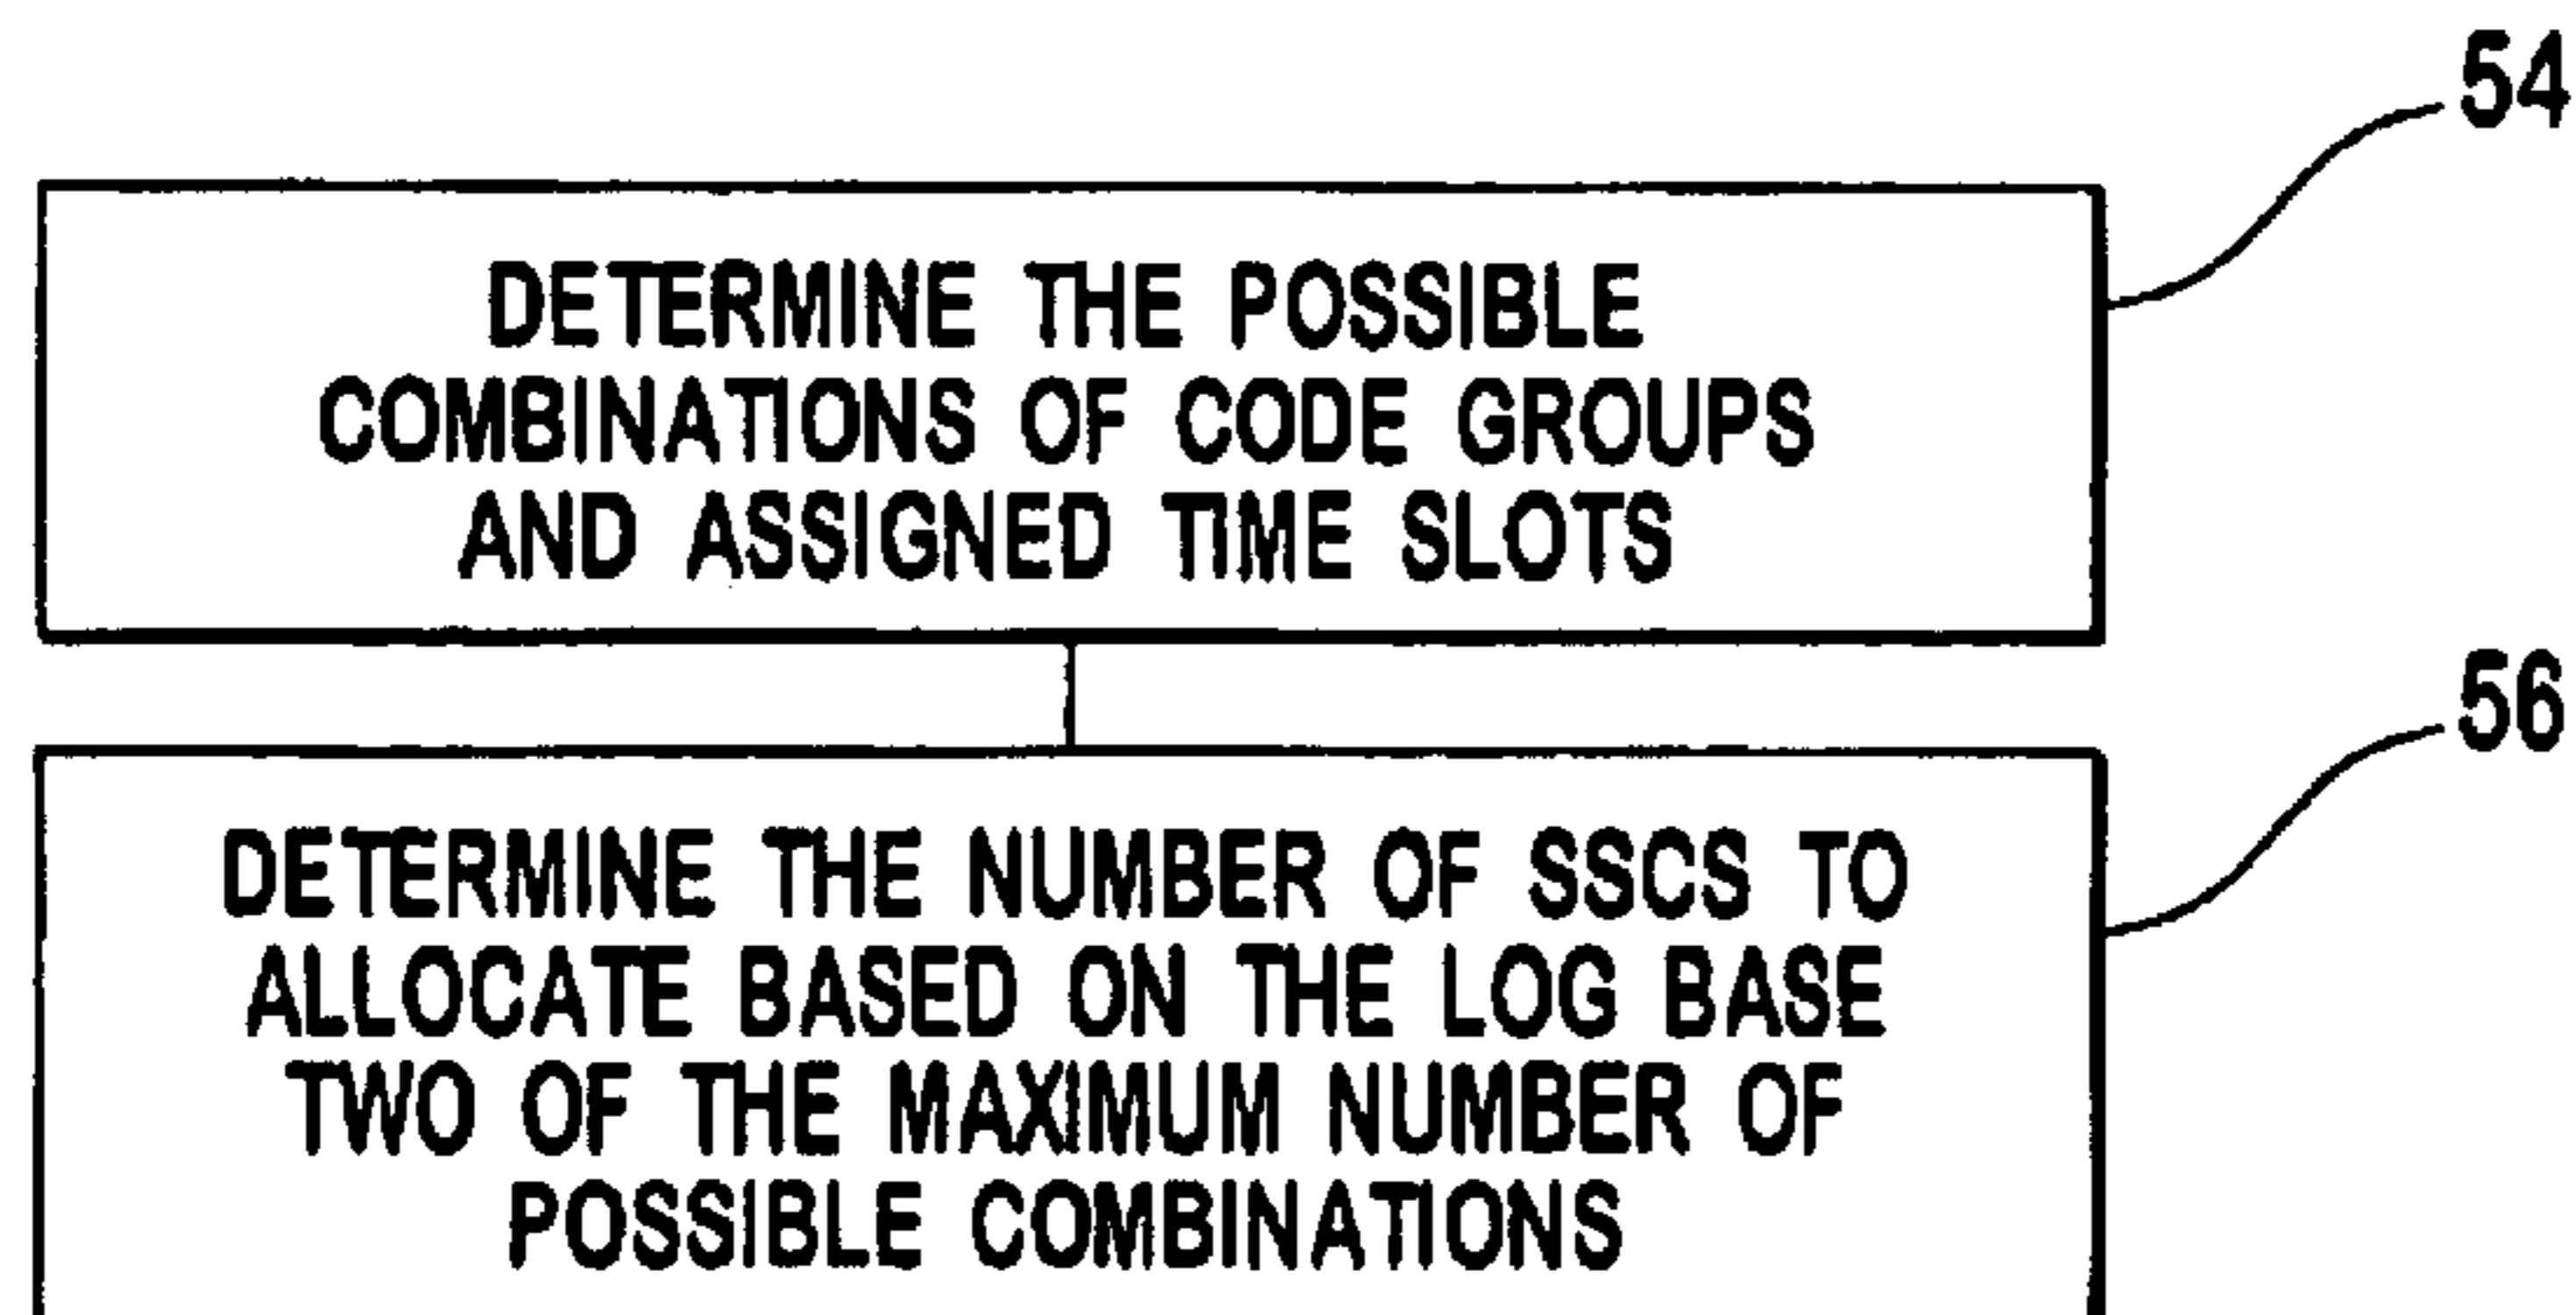 54
DETERMINE THE POSSIBLE
COMBINATIONS OF CODE GROUPS
AND ASSIGNED TIME SLOTS
56
DETERMINE THE NUMBER OF SSCS TO
ALLOCATE BASED ON THE LOG BASE
TWO OF THE MAXIMUM NUMBER OF
POSSIBLE COMBINATIONS